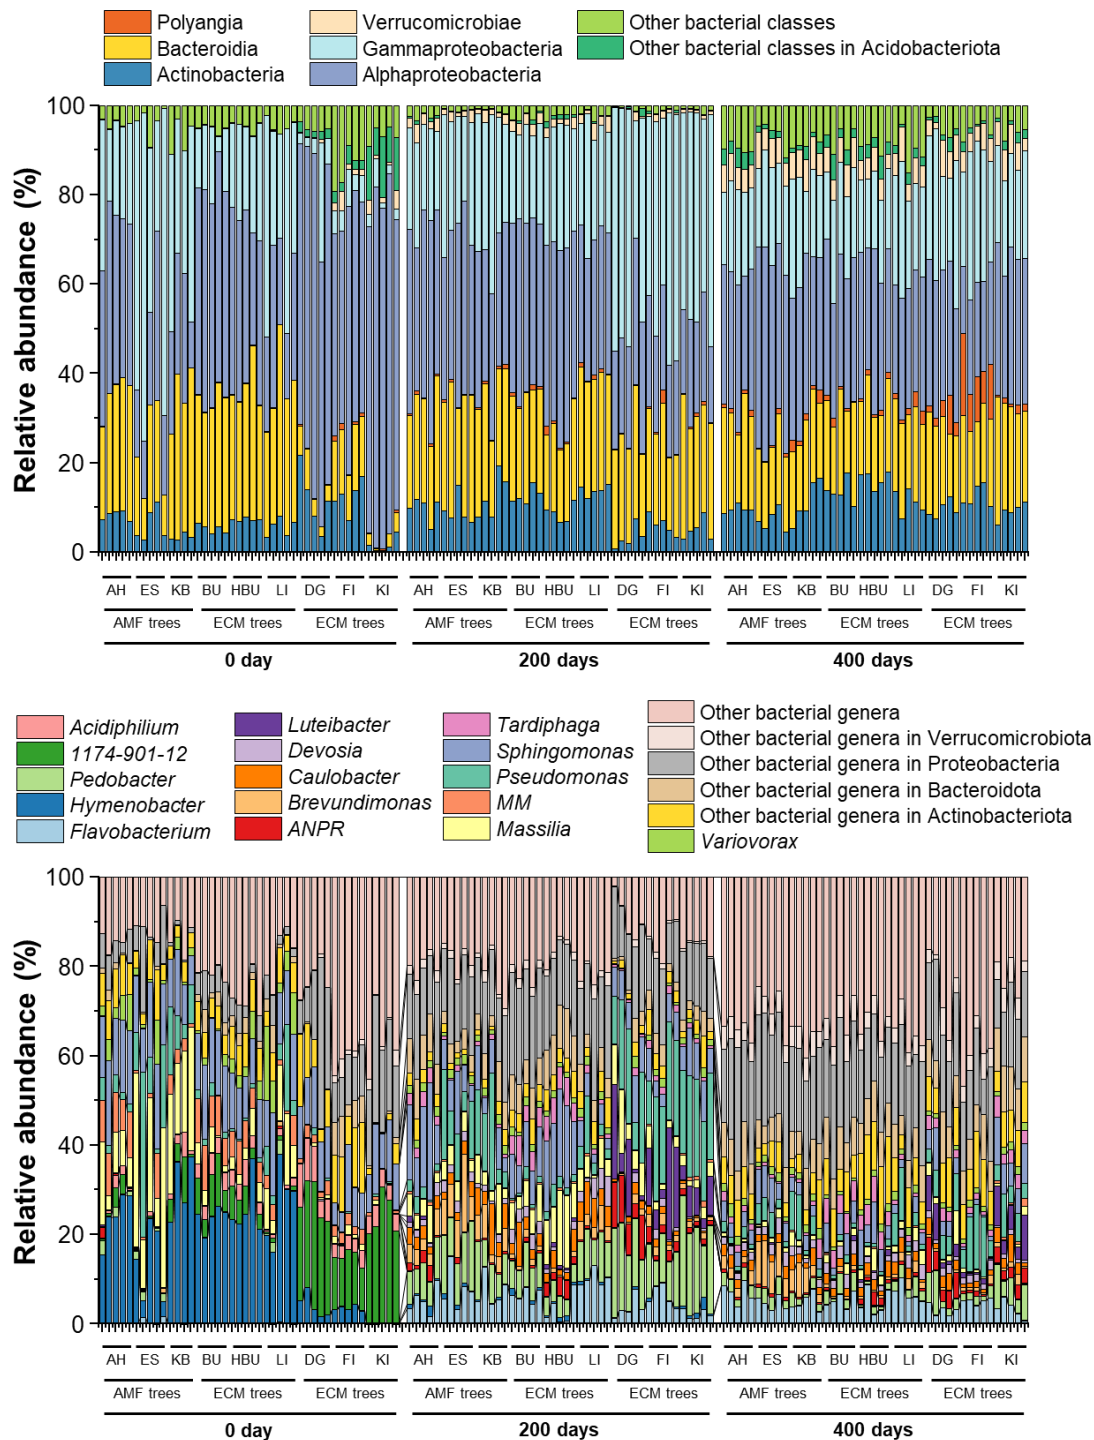 Polyangia
Bacteroidia
Actinobacteria
Verrucomicrobiae
Gammaproteobacteria
Alphaproteobacteria
Other bacterial classes
Other bacterial classes in Acidobacteriota
Relative abundance (%)
100
80
60
40
20
0
AH ES KB BU HBU LI DG FI KI AH ES KB BU HBU LI DG FI KI AH ES KB BU HBU LI DG FI KI
AMF trees ECM trees ECM trees AMF trees ECM trees ECM trees AMF trees ECM trees ECM trees
0 day 200 days 400 days
Acidiphilium
1174-901-12
Pedobacter
Hymenobacter
Flavobacterium
Luteibacter
Devosia
Caulobacter
Brevundimonas
ANPR
Tardiphaga
Sphingomonas
Pseudomonas
MM
Massilia
Other bacterial genera
Other bacterial genera in Verrucomicrobiota
Other bacterial genera in Proteobacteria
Other bacterial genera in Bacteroidota
Other bacterial genera in Actinobacteriota
Variovorax
Relative abundance (%)
100
80
60
40
20
0
AH ES KB BU HBU LI DG FI KI AH ES KB BU HBU LI DG FI KI AH ES KB BU HBU LI DG FI KI
AMF trees ECM trees ECM trees AMF trees ECM trees ECM trees AMF trees ECM trees ECM trees
0 day 200 days 400 days